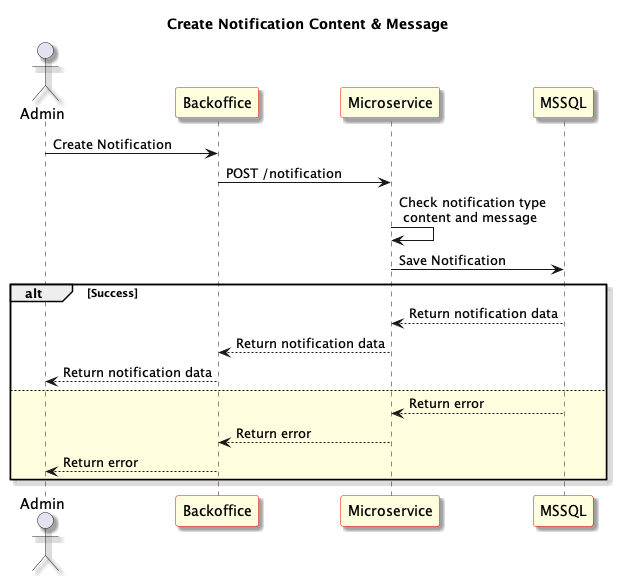 Create Notification Content & Message
Admin
Backoffice
Microservice
MSSQL
Create Notification
POST /notification
Check notification type
content and message
Save Notification
alt
[Success]
Return notification data
Return notification data
Return notification data
Return error
Return error
Return error
Admin
Backoffice
Microservice
MSSQL